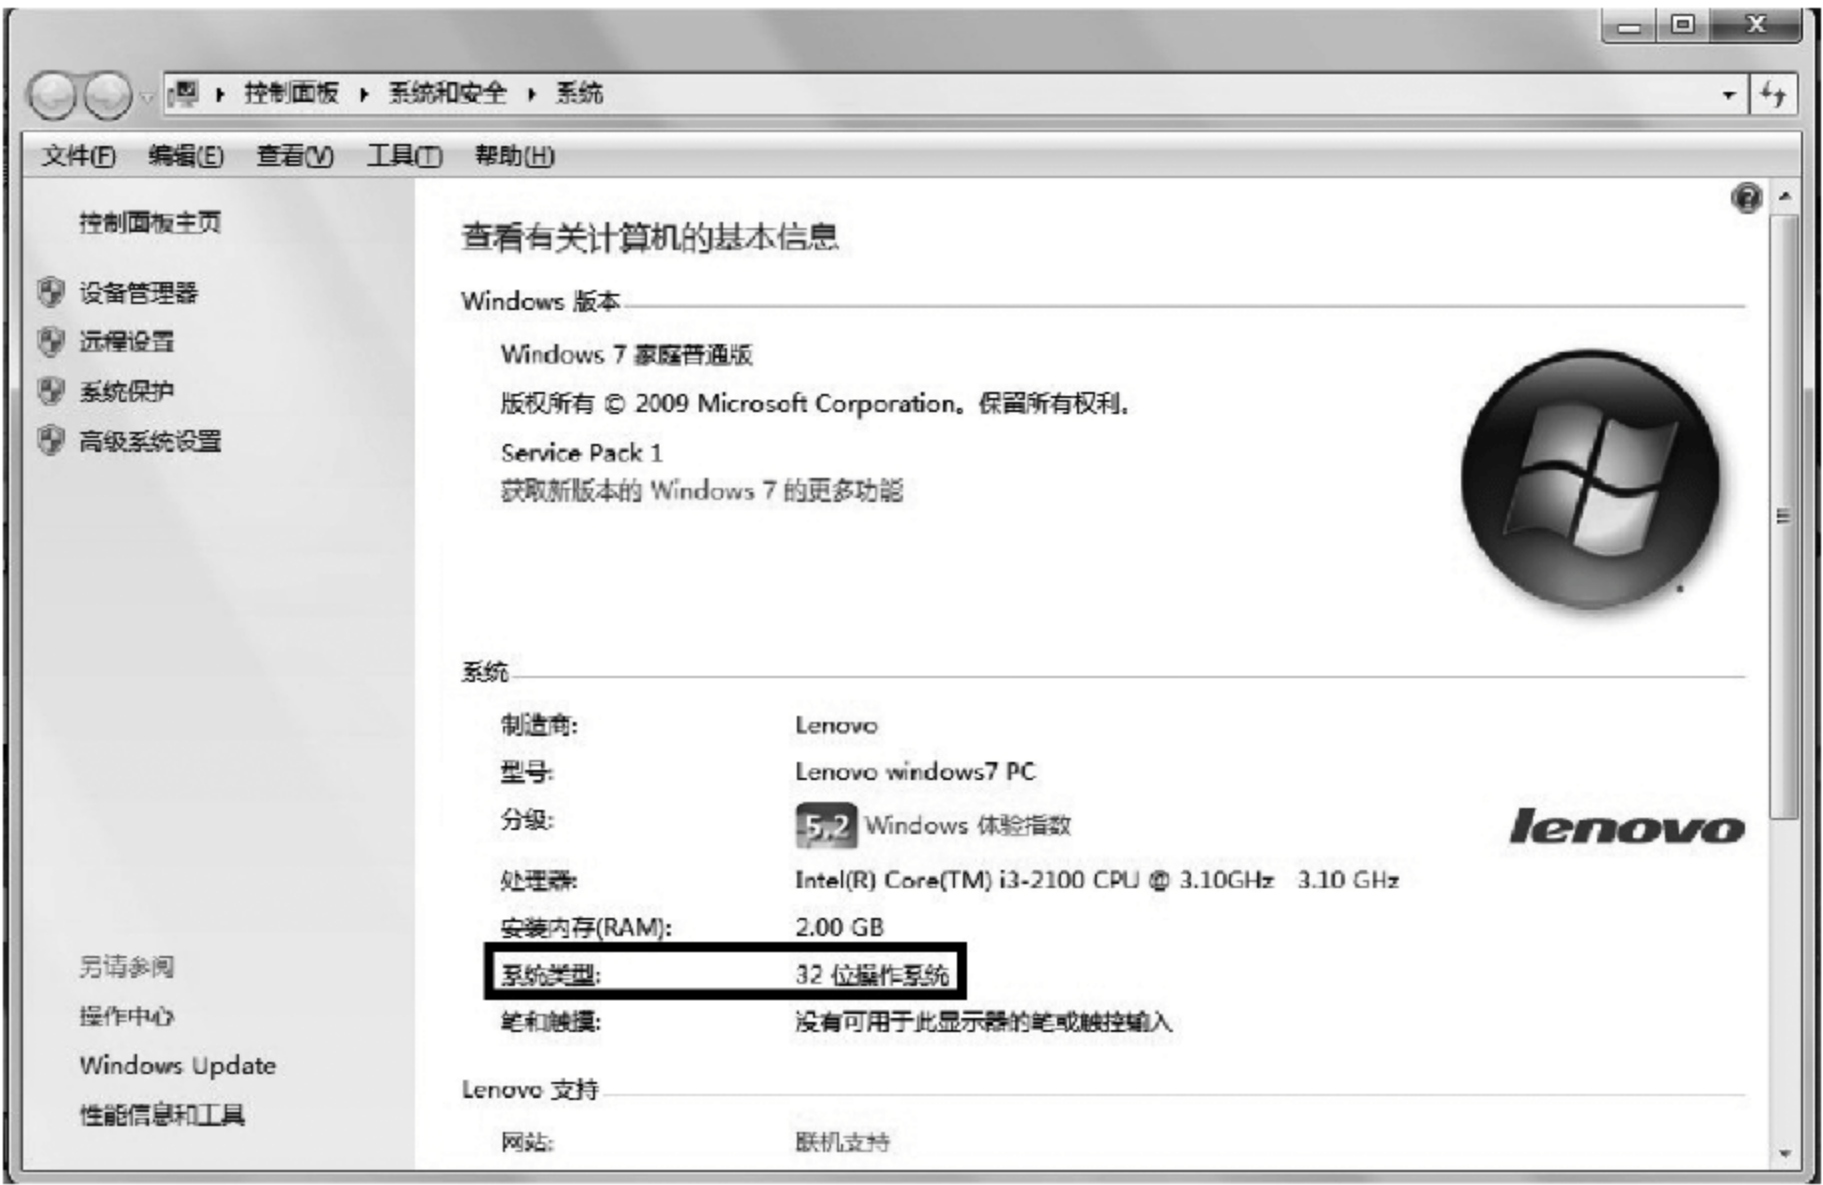 控制面板 系统和安全 系统
文件(F) 编辑(E) 查看(V) 工具(T) 帮助(H)
控制面板主页
设备管理器
远程设置
系统保护
高级系统设置
另请参阅
操作中心
Windows Update
性能信息和工具
查看有关计算机的基本信息
Windows 版本
Windows 7 家庭普通版
版权所有 © 2009 Microsoft Corporation。保留所有权利。
Service Pack 1
获取新版本的 Windows 7 的更多功能
系统
制造商: Lenovo
型号: Lenovo windows7 PC
分级: 5.2 Windows 体验指数
lenovo
处理器: Intel(R) Core(TM) i3-2100 CPU @ 3.10GHz 3.10 GHz
安装内存(RAM): 2.00 GB
系统类型: 32 位操作系统
笔和触摸: 没有可用于此显示器的笔或触控输入
Lenovo 支持
网站: 联机支持